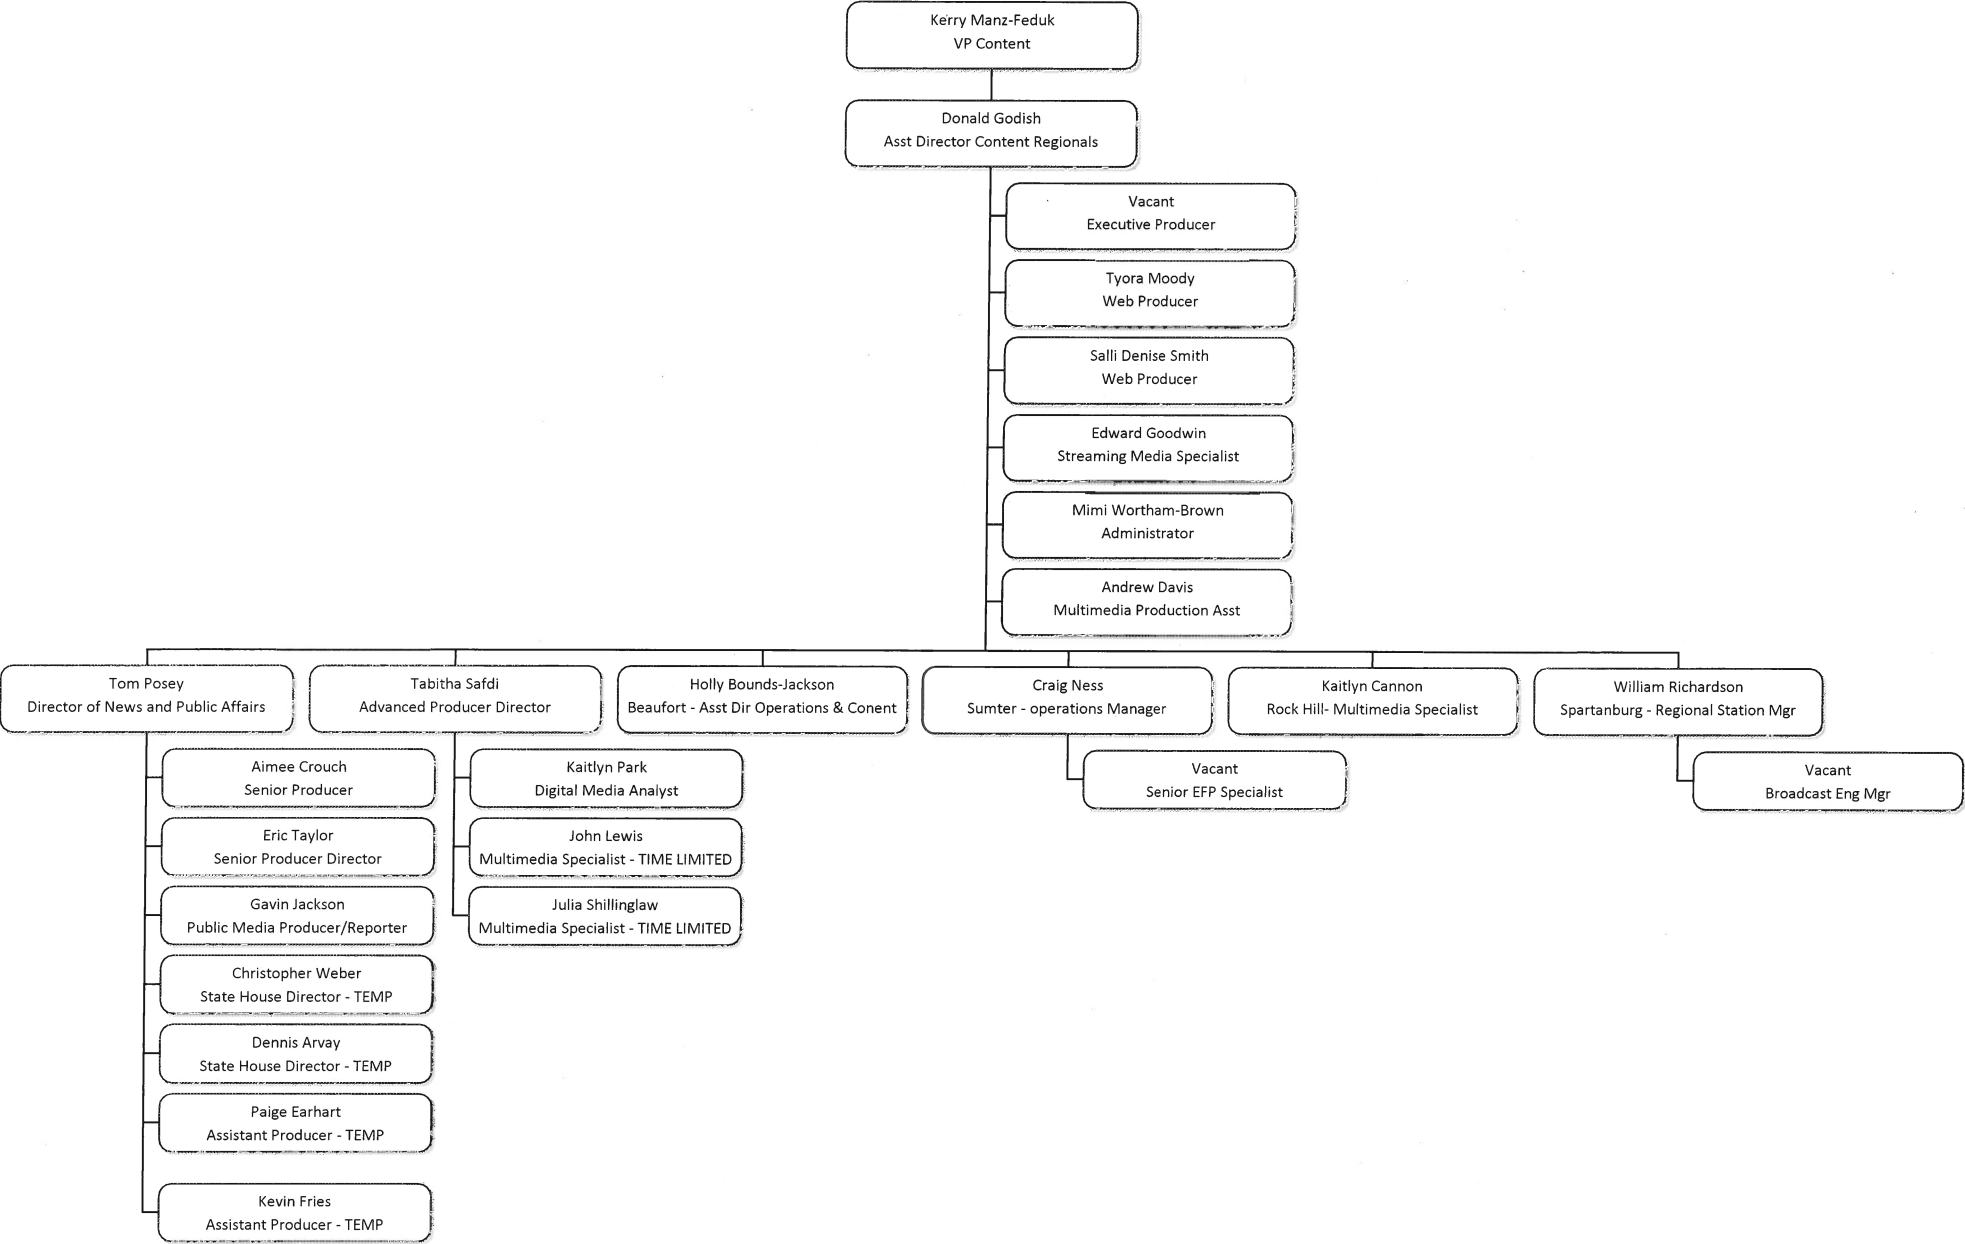 Kerry Manz-Feduk
VP Content
Donald Godish
Asst Director Content Regionals
Vacant
Executive Producer
Tyora Moody
Web Producer
Salli Denise Smith
Web Producer
Edward Goodwin
Streaming Media Specialist
Mimi Wortham-Brown
Administrator
Andrew Davis
Multimedia Production Asst
Tom Posey
Director of News and Public Affairs
Tabitha Safdi
Advanced Producer Director
Holly Bounds-Jackson
Beaufort - Asst Dir Operations & Conent
Craig Ness
Sumter - operations Manager
Kaitlyn Cannon
Rock Hill- Multimedia Specialist
William Richardson
Spartanburg - Regional Station Mgr
Aimee Crouch
Senior Producer
Eric Taylor
Senior Producer Director
Gavin Jackson
Public Media Producer/Reporter
Christopher Weber
State House Director - TEMP
Dennis Arvay
State House Director - TEMP
Paige Earhart
Assistant Producer - TEMP
Kevin Fries
Assistant Producer - TEMP
Kaitlyn Park
Digital Media Analyst
John Lewis
Multimedia Specialist - TIME LIMITED
Julia Shillinglaw
Multimedia Specialist - TIME LIMITED
Vacant
Senior EFP Specialist
Vacant
Broadcast Eng Mgr